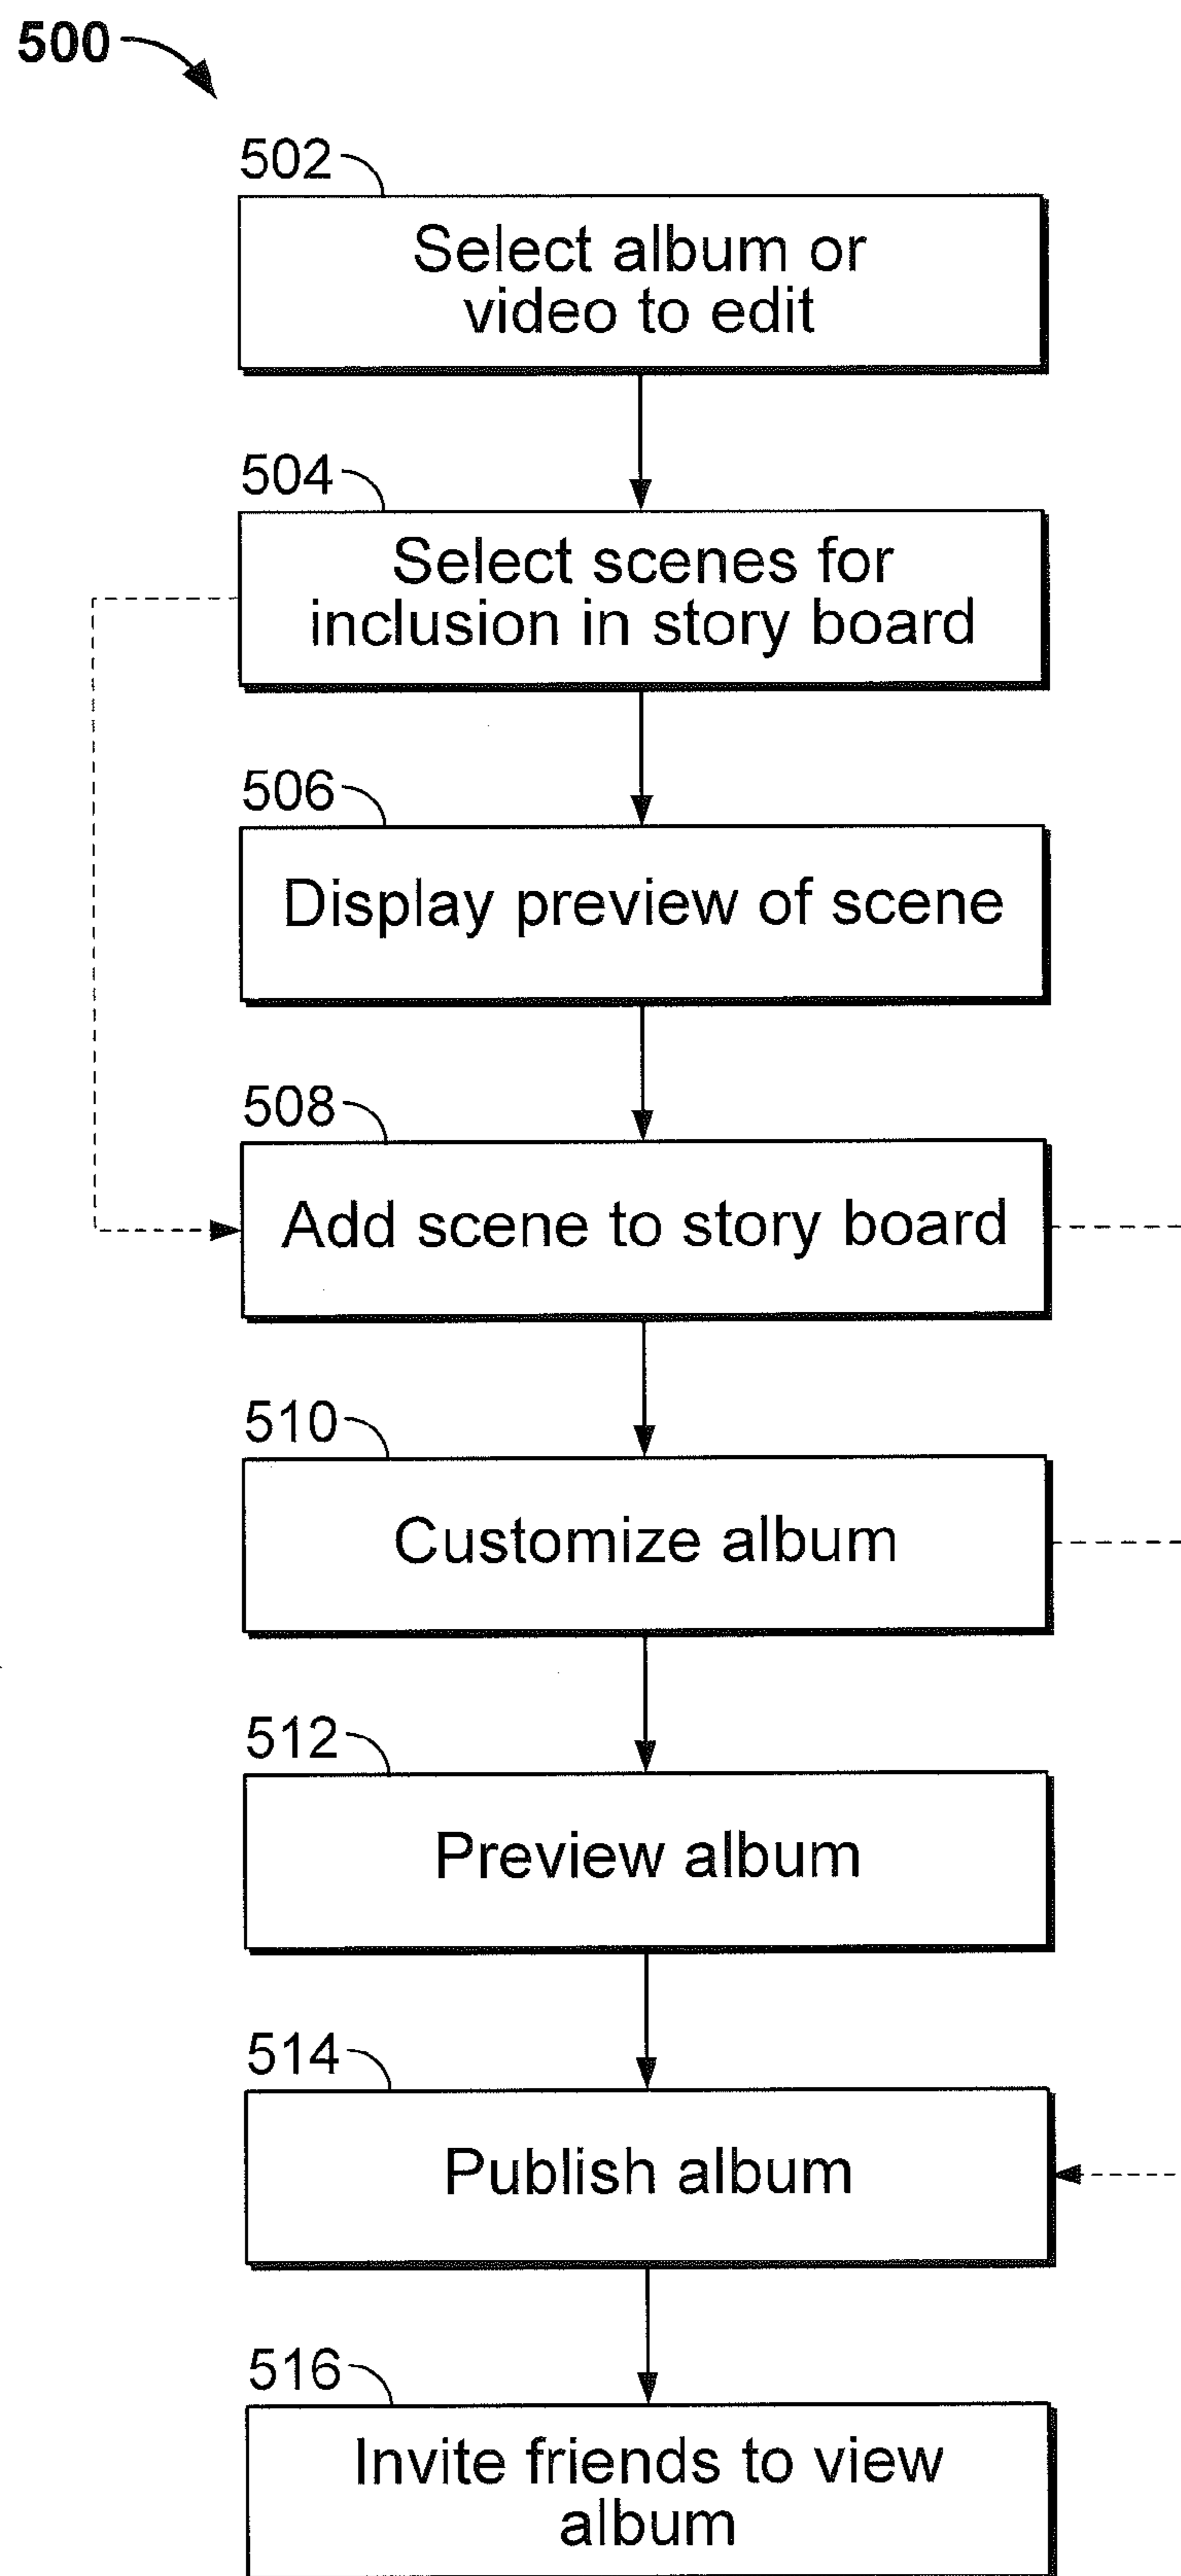 500
502
Select album or
video to edit
504
Select scenes for
inclusion in story board
506
Display preview of scene
508
Add scene to story board
510
Customize album
512
Preview album
514
Publish album
516
Invite friends to view
album